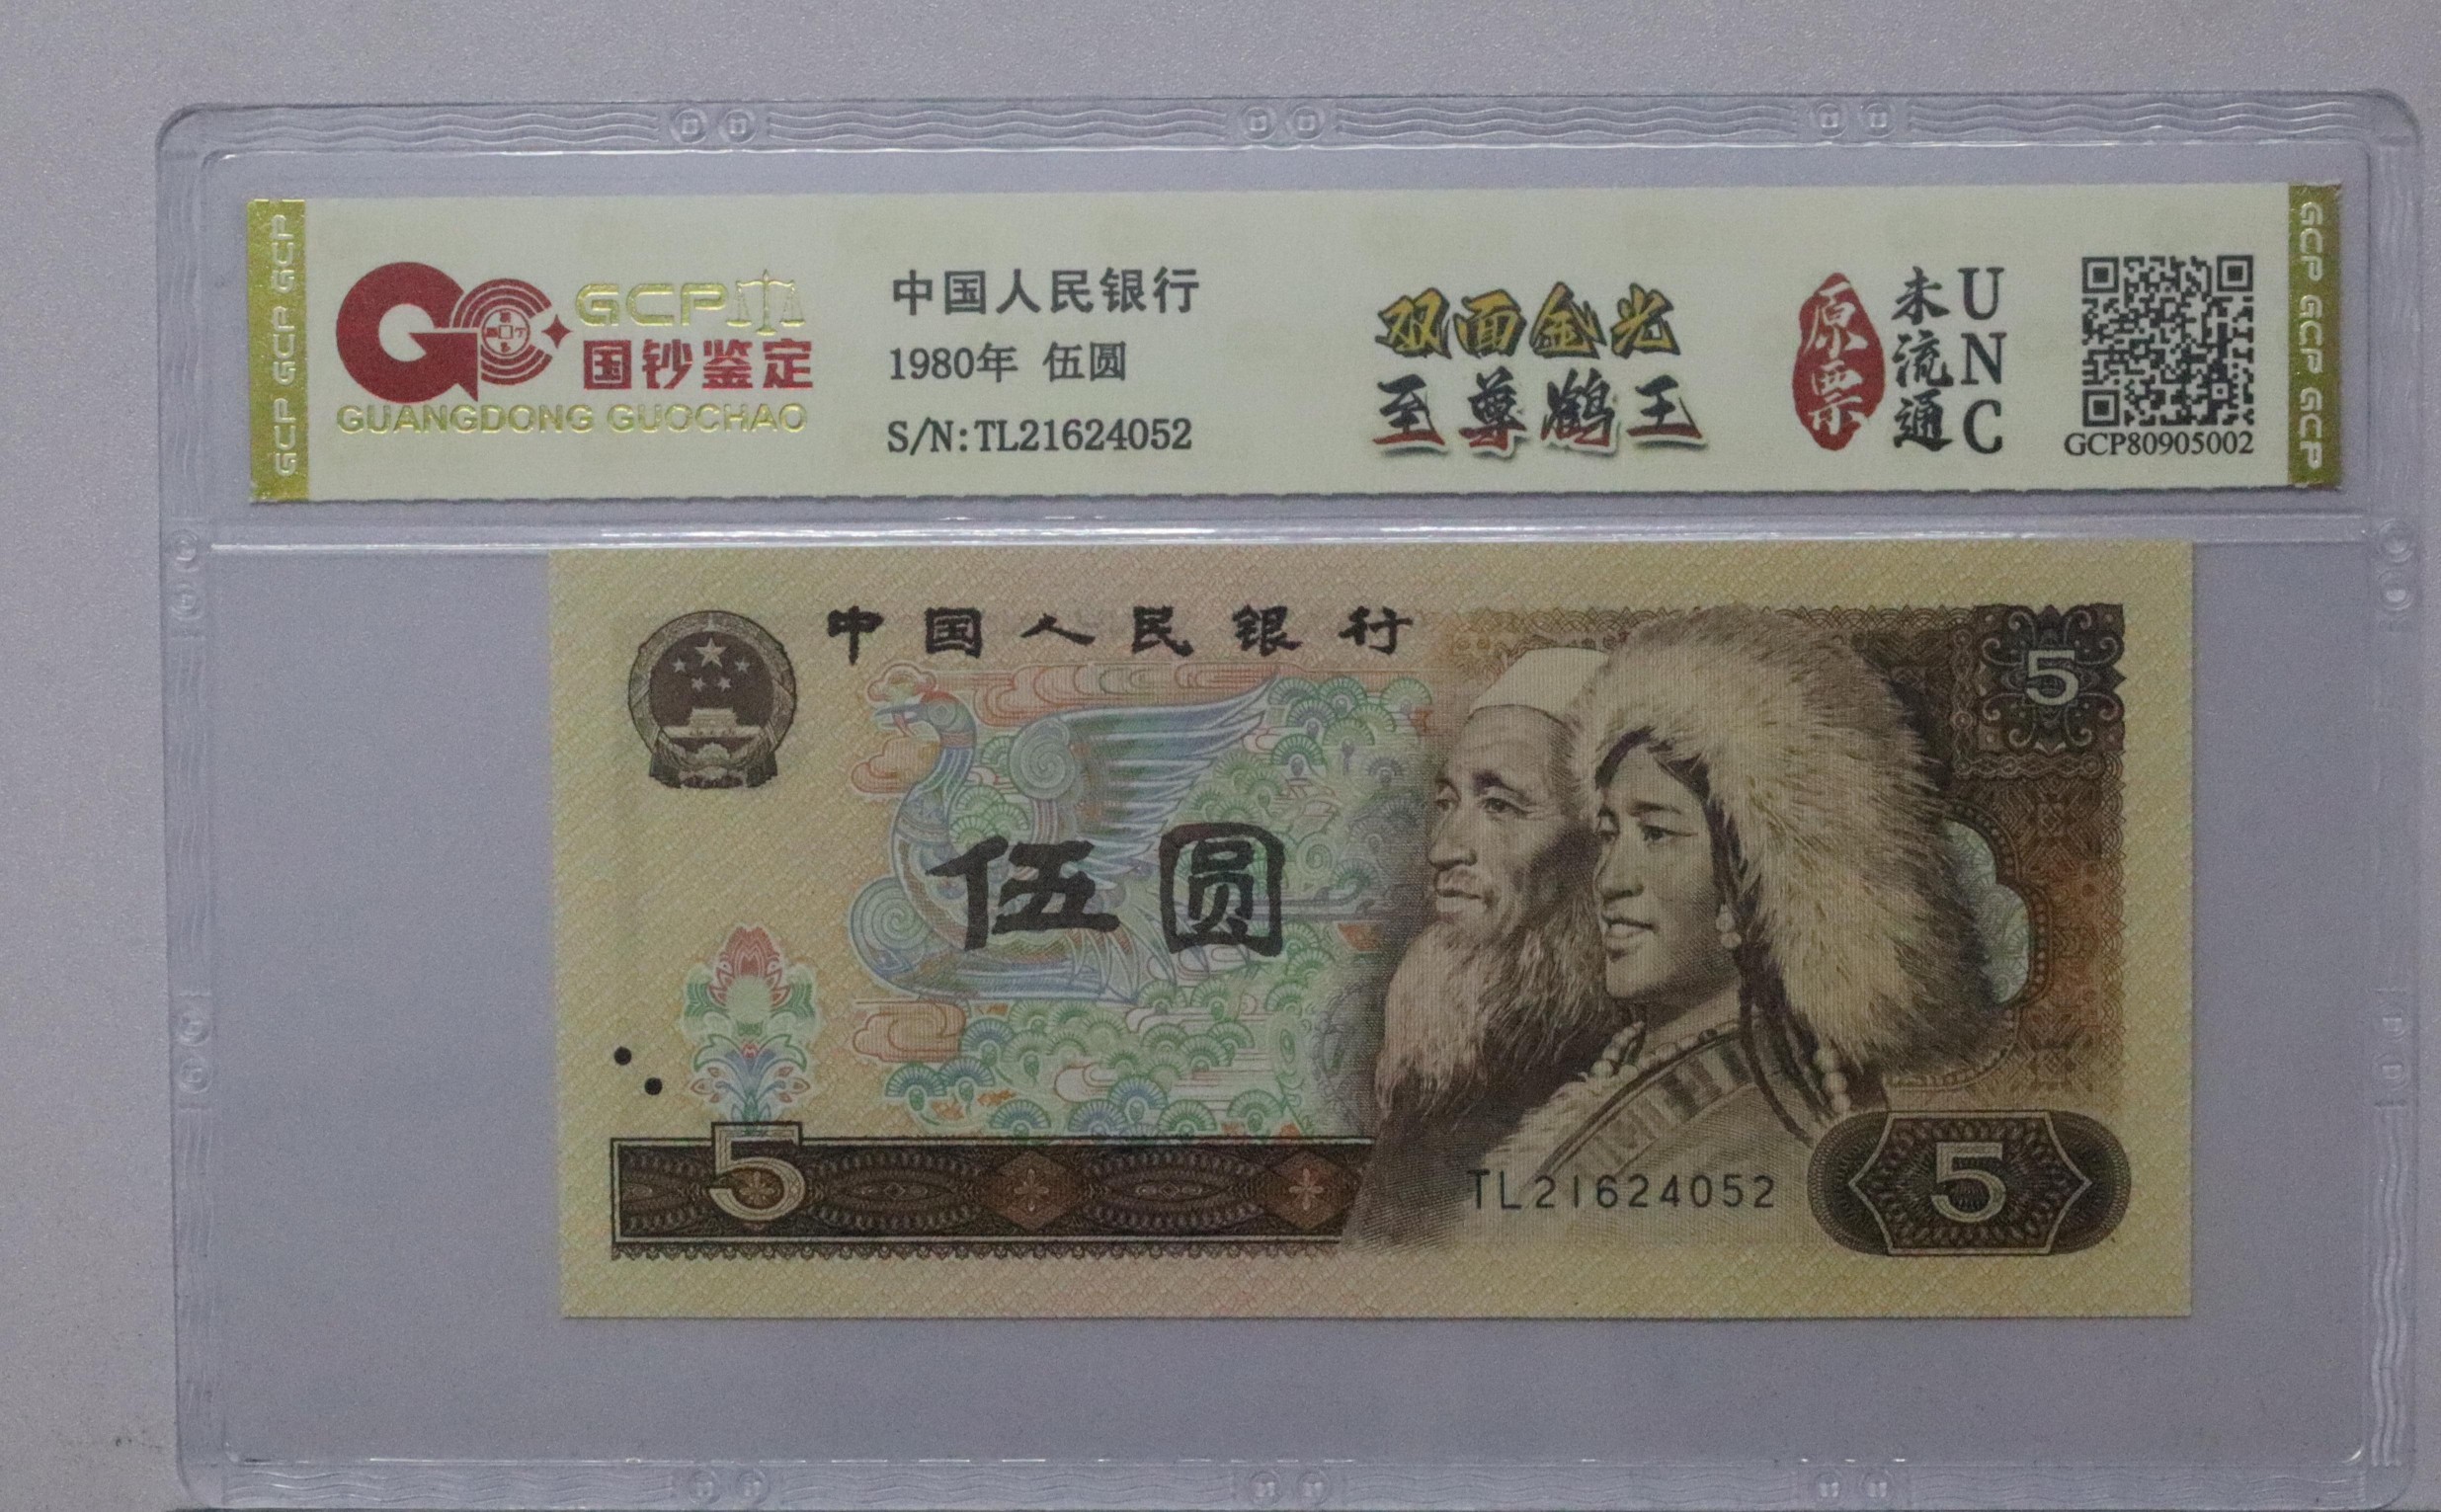 GCP GCP GCP
GCP
国钞鉴定
GUANGDONG GUOCHAO
中国人民银行
1980年 伍圆
S/N:TL21624052
双面金光
至尊鹤王
原票
未流通
UNC
GCP80905002
GCP GCP GCP
中国人民银行
伍圆
5
5
TL21624052
5